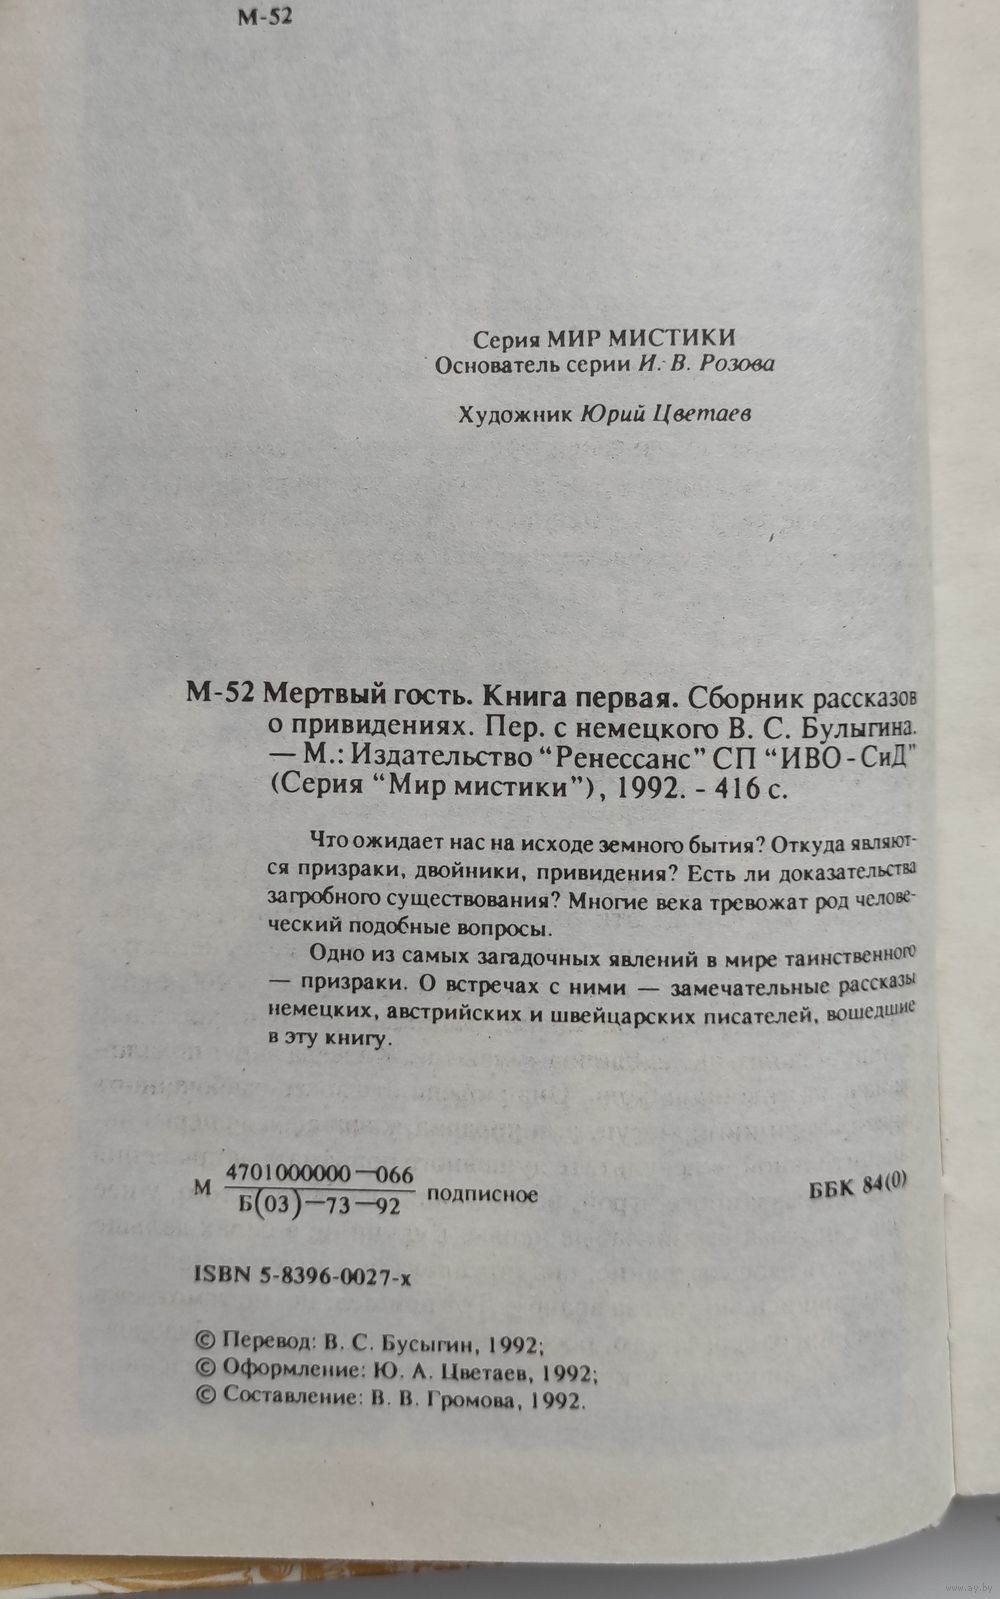 М-52
Серия МИР МИСТИКИ
Основатель серии И. В. Розова
Художник Юрий Цветаев
М-52 Мертвый гость. Книга первая. Сборник рассказов
о привидениях. Пер. с немецкого В. С. Булыгина.
— М.: Издательство “Ренессанс” СП “ИВО-СиД”
(Серия “Мир мистики”), 1992. - 416 с.
Что ожидает нас на исходе земного бытия? Откуда являют-
ся призраки, двойники, привидения? Есть ли доказательства
загробного существования? Многие века тревожат род челове-
ческий подобные вопросы.
Одно из самых загадочных явлений в мире таинственного
— призраки. О встречах с ними — замечательные рассказы
немецких, австрийских и швейцарских писателей, вошедшие
в эту книгу.
М 4701000000—066
Б(03)—73—92 подписное
ББК 84(0)
ISBN 5-8396-0027-х
© Перевод: В. С. Бусыгин, 1992;
© Оформление: Ю. А. Цветаев, 1992;
© Составление: В. В. Громова, 1992.
www.ay.by